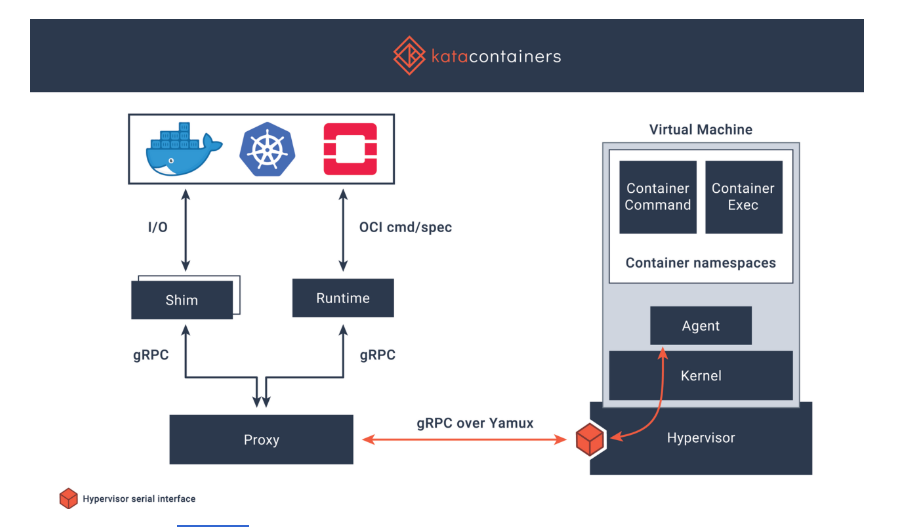 katacontainers
Virtual Machine
Container
Command
Container
Exec
I/O
OCI cmd/spec
Container namespaces
Shim
Runtime
Agent
gRPC
gRPC
Kernel
gRPC over Yamux
Proxy
Hypervisor
Hypervisor serial interface